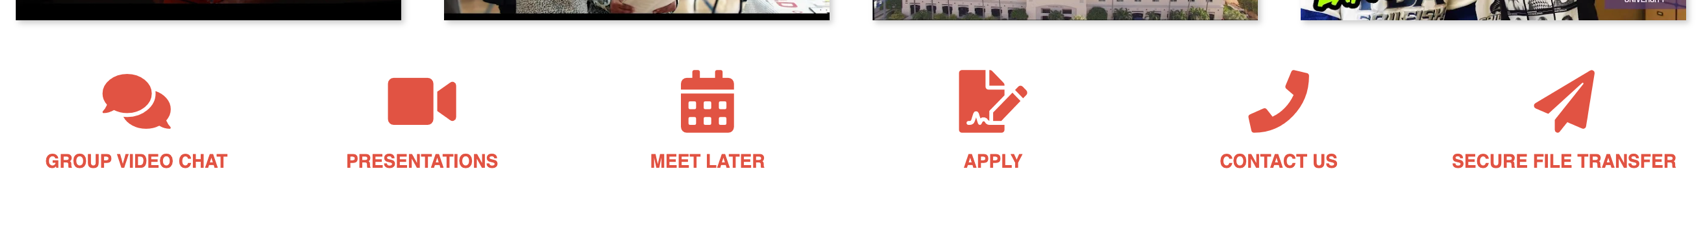 GROUP VIDEO CHAT
PRESENTATIONS
MEET LATER
APPLY
CONTACT US
SECURE FILE TRANSFER